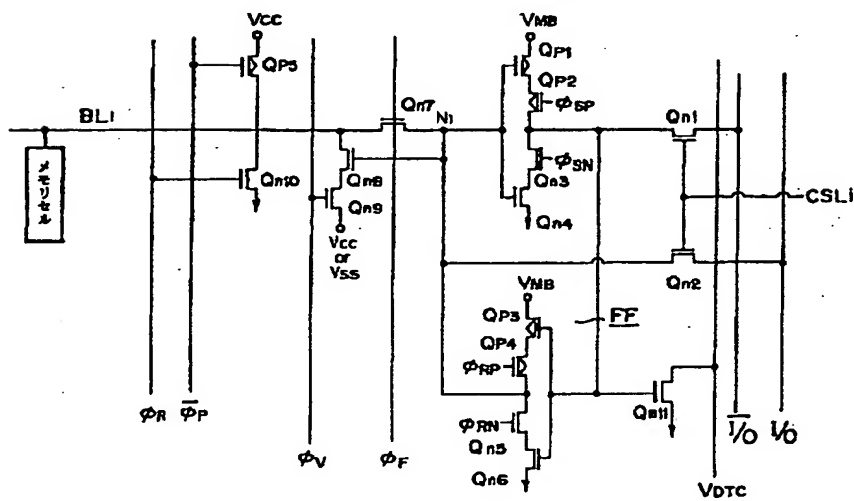 VCC
VMB
QP5
QP1
QP2
φSP
BLi
Qn7
N1
Qn1
メモリセル
Qn8
φSN
Qn3
Qn10
Qn9
Qn4
CSLi
VCC
or
VSS
Qn2
VMB
QP3
FF
QP4
φRP
Qn11
φR
φP
φRN
I/O
I/O
Qn5
φV
φF
Qn6
VDTC